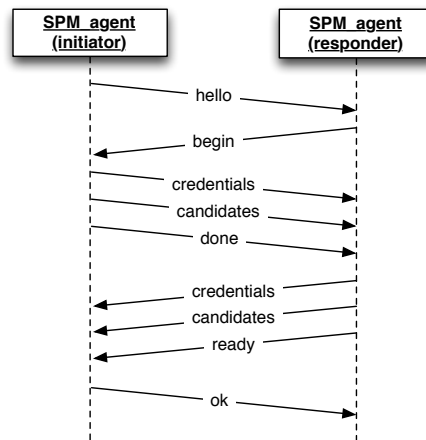 SPM_agent
(initiator)
SPM_agent
(responder)
hello
begin
credentials
candidates
done
credentials
candidates
ready
ok